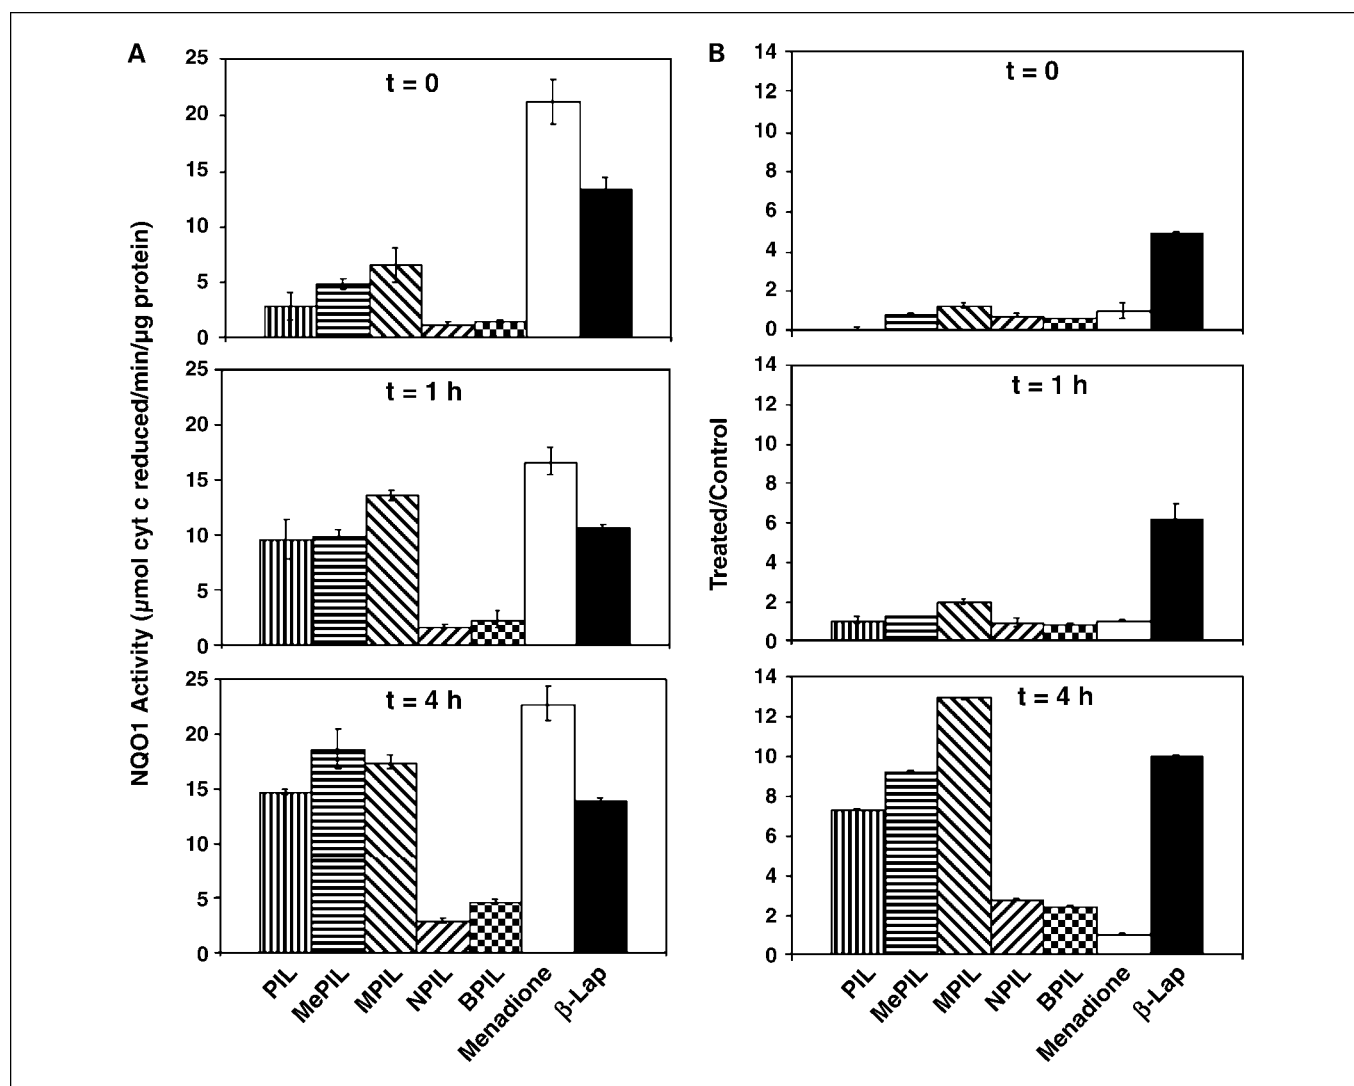 A
NQO1 Activity (µmol cyt c reduced/min/µg protein)
t = 0
25
20
15
10
5
0
t = 1 h
25
20
15
10
5
0
t = 4 h
25
20
15
10
5
0
PIL
MePIL
MPIL
NPIL
BPIL
Menadione
β-Lap
B
Treated/Control
t = 0
14
12
10
8
6
4
2
0
t = 1 h
14
12
10
8
6
4
2
0
t = 4 h
14
12
10
8
6
4
2
0
PIL
MePIL
MPIL
NPIL
BPIL
Menadione
β-Lap